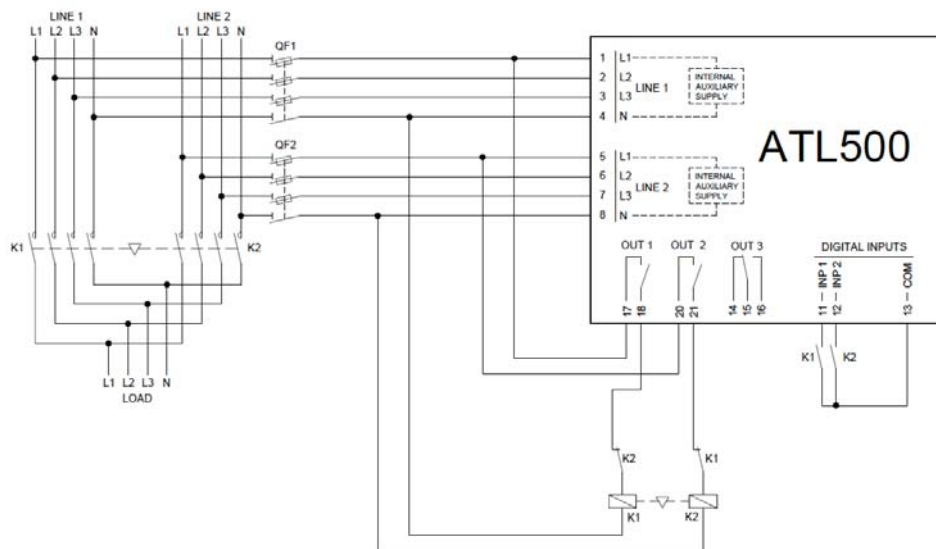 LINE 1
LINE 2
L1 L2 L3 N
L1 L2 L3 N
QF1
1 L1
2 L2
3 L3
4 N
LINE 1
INTERNAL
AUXILIARY
SUPPLY
ATL500
QF2
5 L1
6 L2
7 L3
8 N
LINE 2
INTERNAL
AUXILIARY
SUPPLY
K1
K2
OUT 1
OUT 2
OUT 3
DIGITAL INPUTS
17
18
20
21
14
15
16
11 INP 1
12 INP 2
13 COM
K1
K2
L1 L2 L3 N
LOAD
K2
K1
K1
K2